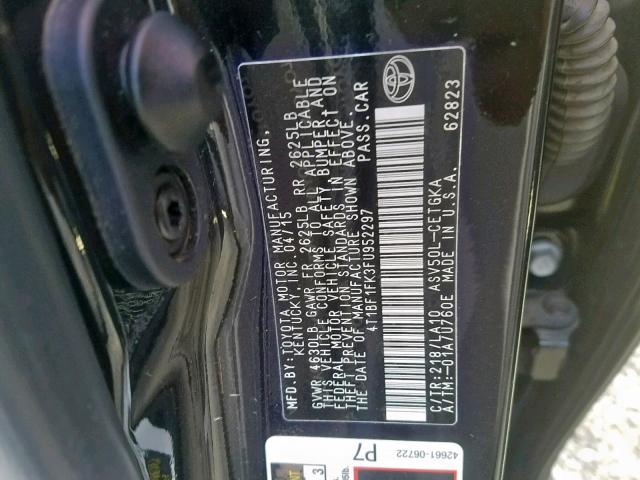 MFD.BY:TOYOTA MOTOR MANUFACTURING,
KENTUCKY, INC. 04/15
GVWR 4630LB GAWR FR 2625LB RR 2625LB
THIS VEHICLE CONFORMS TO ALL APPLICABLE
FEDERAL MOTOR VEHICLE SAFETY, BUMPER AND
THEFT PREVENTION STANDARDS IN EFFECT ON
THE DATE OF MANUFACTURE SHOWN ABOVE.
4T1BF1FK3FU952297 PASS.CAR
C/TR:218/LA10 ASV50L-CETGKA
A/TM:-01A/U760E MADE IN U.S.A. 62823
42661-06722
P7
3